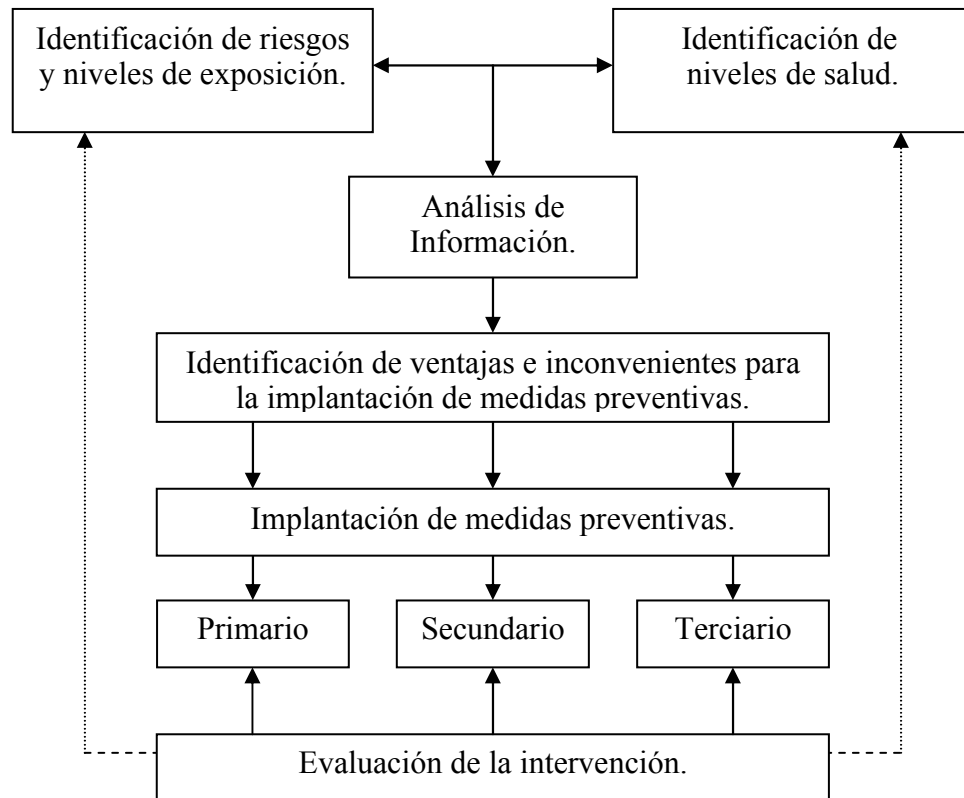 Identificación de riesgos
y niveles de exposición.
Identificación de
niveles de salud.
Análisis de
Información.
Identificación de ventajas e inconvenientes para
la implantación de medidas preventivas.
Implantación de medidas preventivas.
Primario
Secundario
Terciario
Evaluación de la intervención.